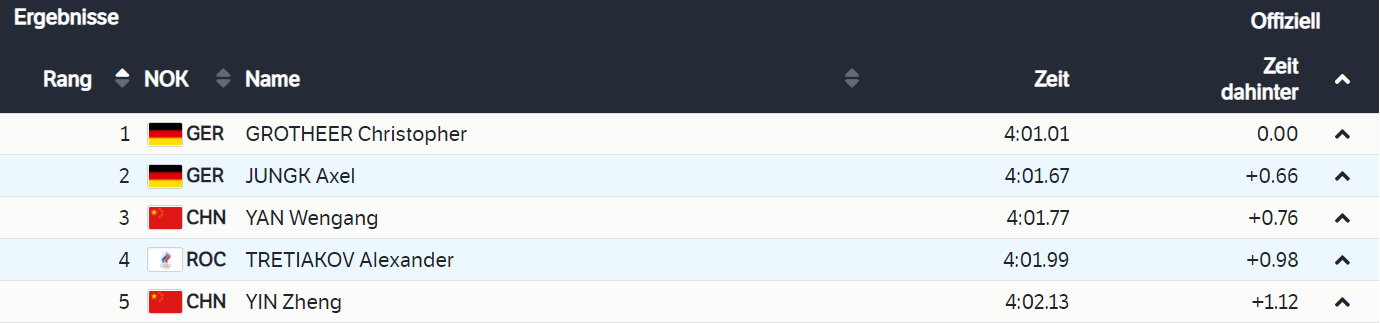 Ergebnisse Offiziell
Rang NOK Name Zeit Zeit dahinter
1 GER GROTHEER Christopher 4:01.01 0.00
2 GER JUNGK Axel 4:01.67 +0.66
3 CHN YAN Wengang 4:01.77 +0.76
4 ROC TRETIAKOV Alexander 4:01.99 +0.98
5 CHN YIN Zheng 4:02.13 +1.12